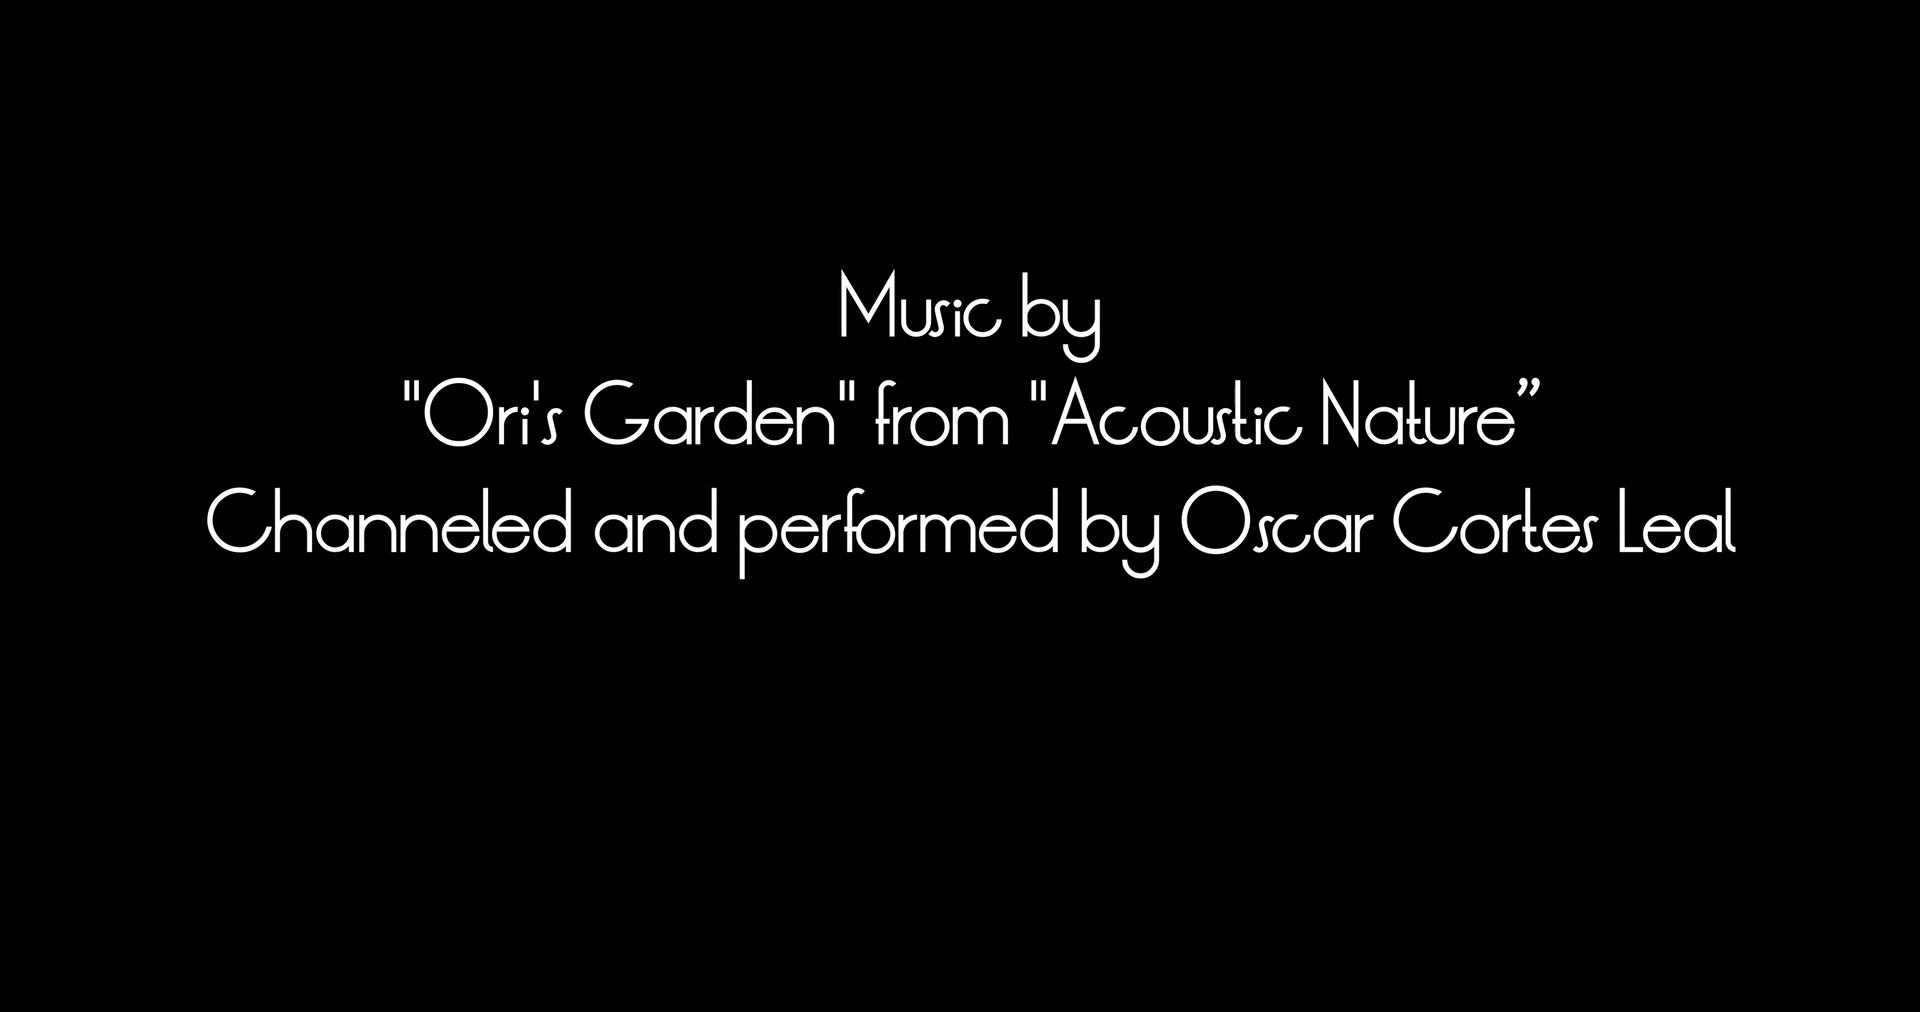 Music by
"Ori's Garden" from "Acoustic Nature”
Channeled and performed by Oscar Cortes Leal